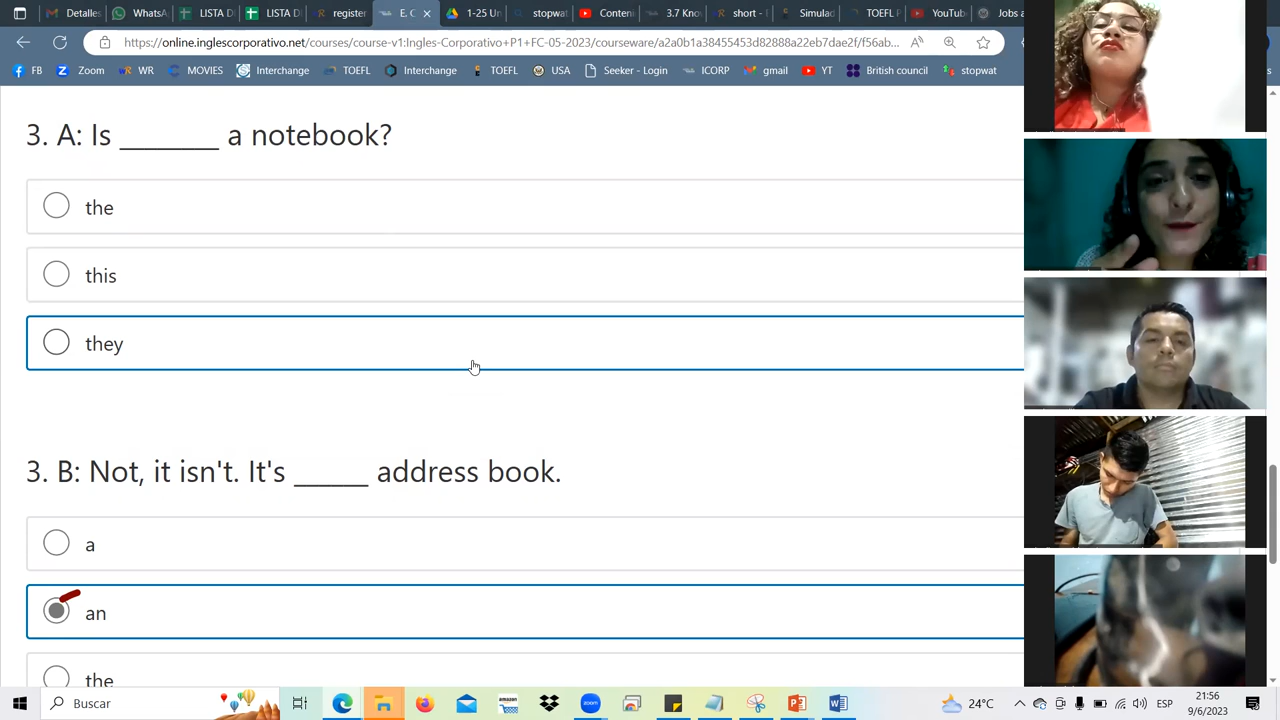 Detalles
WhatsA
LISTA D
LISTA D
register
E. C
1-25 Un
stopwat
Conten
3.7 Kno
short - 
Simulad
TOEFL P
YouTub
Jobs a
https://online.inglescorporativo.net/courses/course-v1:Ingles-Corporativo+P1+FC-05-2023/courseware/a2a0b1a38455453d82888a22eb7dae2f/f56ab...
FB
Zoom
WR
MOVIES
Interchange
TOEFL
Interchange
TOEFL
USA
Seeker - Login
ICORP
gmail
YT
British council
stopwat
3. A: Is ________ a notebook?
the
this
they
3. B: Not, it isn't. It's _____ address book.
a
an
the
Buscar
amazon
24°C
ESP
21:56
9/6/2023